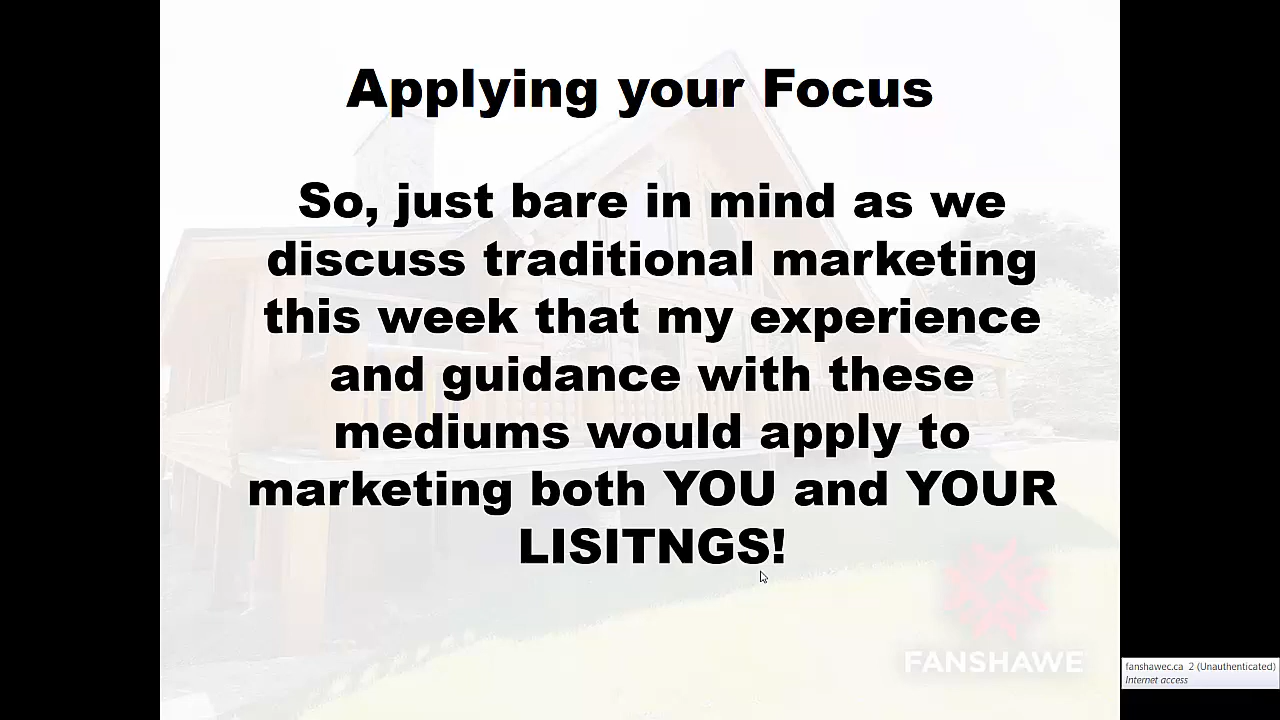 Applying your Focus
So, just bare in mind as we
discuss traditional marketing
this week that my experience
and guidance with these
mediums would apply to
marketing both YOU and YOUR
LISITNGS!
FANSHAWE
fanshawec.ca 2 (Unauthenticated)
Internet access